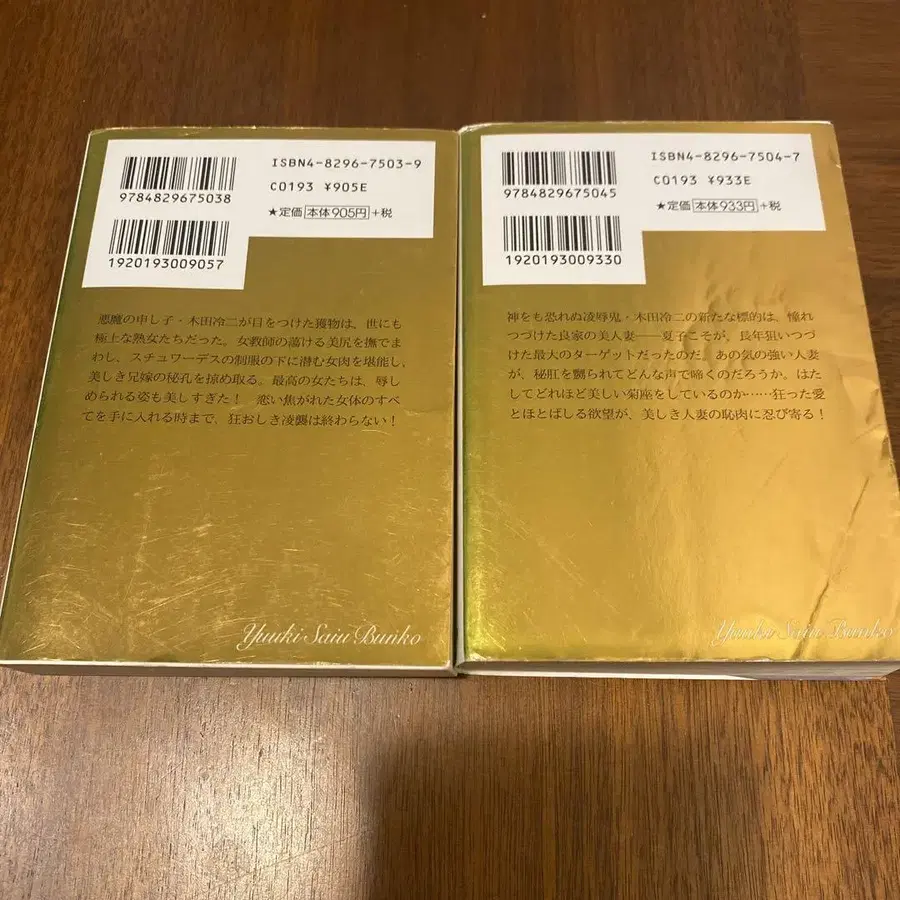 ISBN4-8296-7503-9
9784829675038
C0193 ¥905E
★定価 本体905円 +税
1920193009057
悪魔の申し子・木田冷二が目をつけた獲物は、世にも
極上な熟女たちだった。女教師の蕩ける美尻を撫でま
わし、スチュワーデスの制服の下に潜む女肉を堪能し、
美しき兄嫁の秘孔を掠め取る。最高の女たちは、辱し
められる姿も美しすぎた！ 恋い焦がれた女体のすべ
てを手に入れる時まで、狂おしき凌襲は終わらない！
Yuuki Saiu Bunko
ISBN4-8296-7504-7
9784829675045
C0193 ¥933E
★定価 本体933円 +税
1920193009330
神をも恐れぬ凌辱鬼・木田冷二の新たな標的は、憧れ
つづけた良家の美人妻――夏子こそが、長年狙いつづ
けた最大のターゲットだったのだ。あの気の強い人妻
が、秘肛を嬲られてどんな声で啼くのだろうか。はた
してどれほど美しい菊座をしているのか……狂った愛
とほとばしる欲望が、美しき人妻の恥肉に忍び寄る！
Yuuki Saiu Bunko